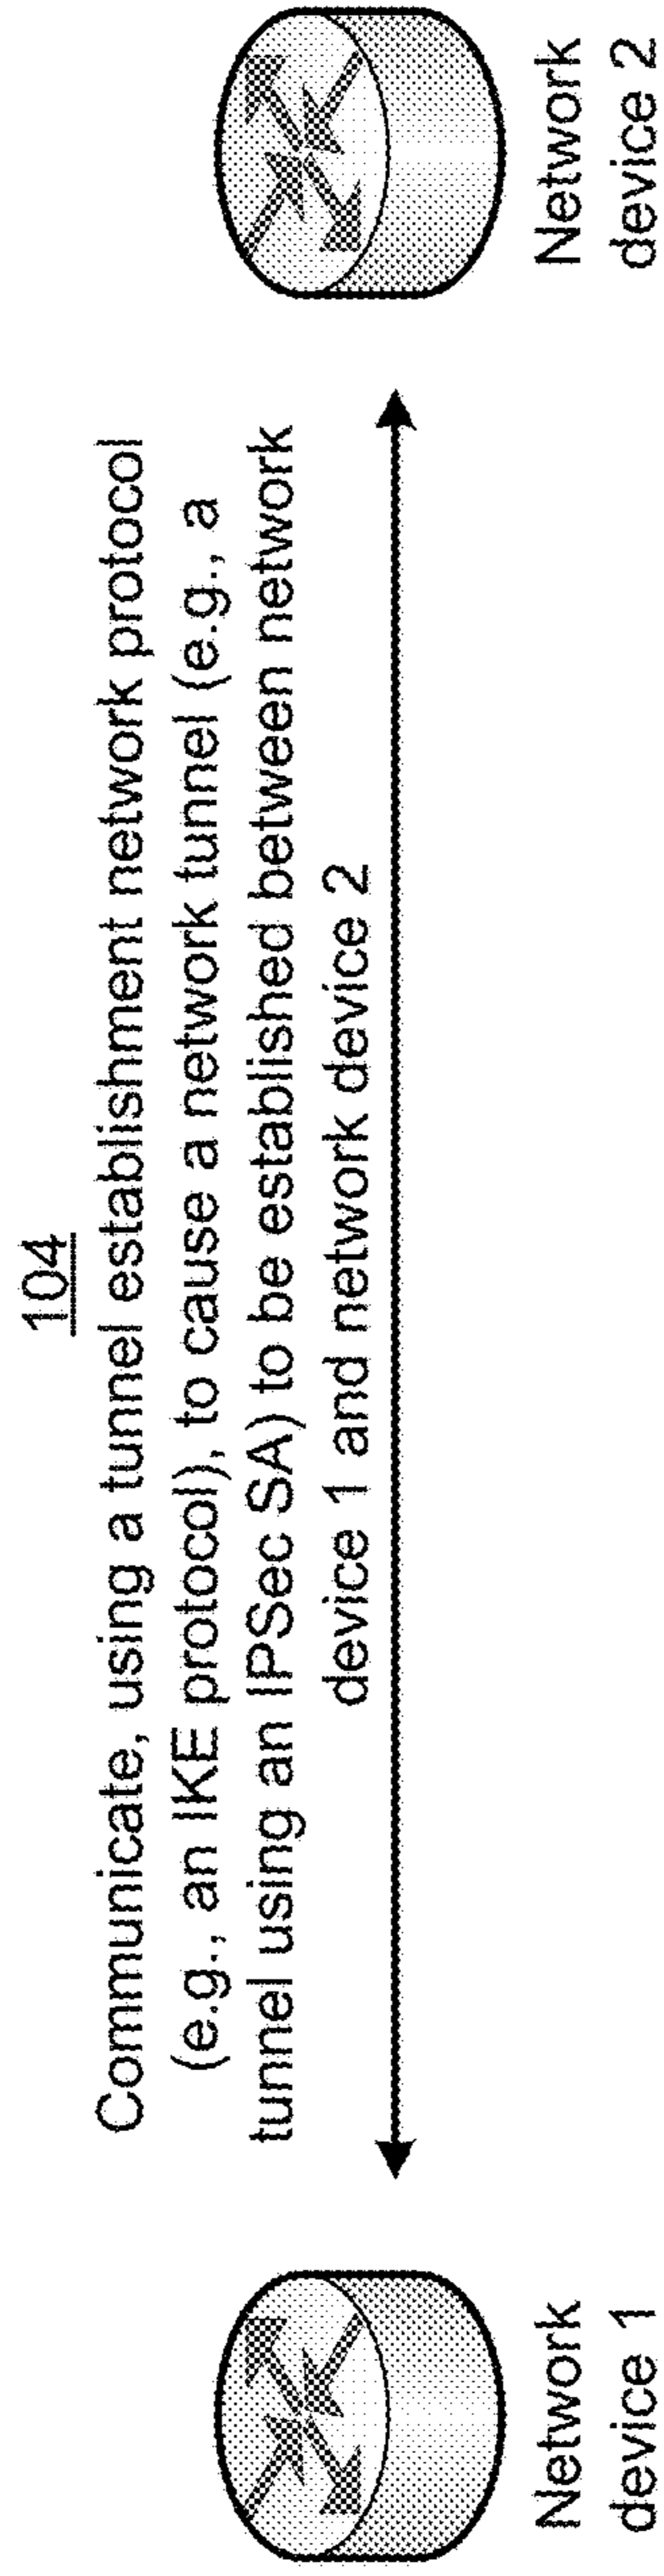 104
Communicate, using a tunnel establishment network protocol
(e.g., an IKE protocol), to cause a network tunnel (e.g., a
tunnel using an IPSec SA) to be established between network
device 1 and network device 2
Network
device 1
Network
device 2